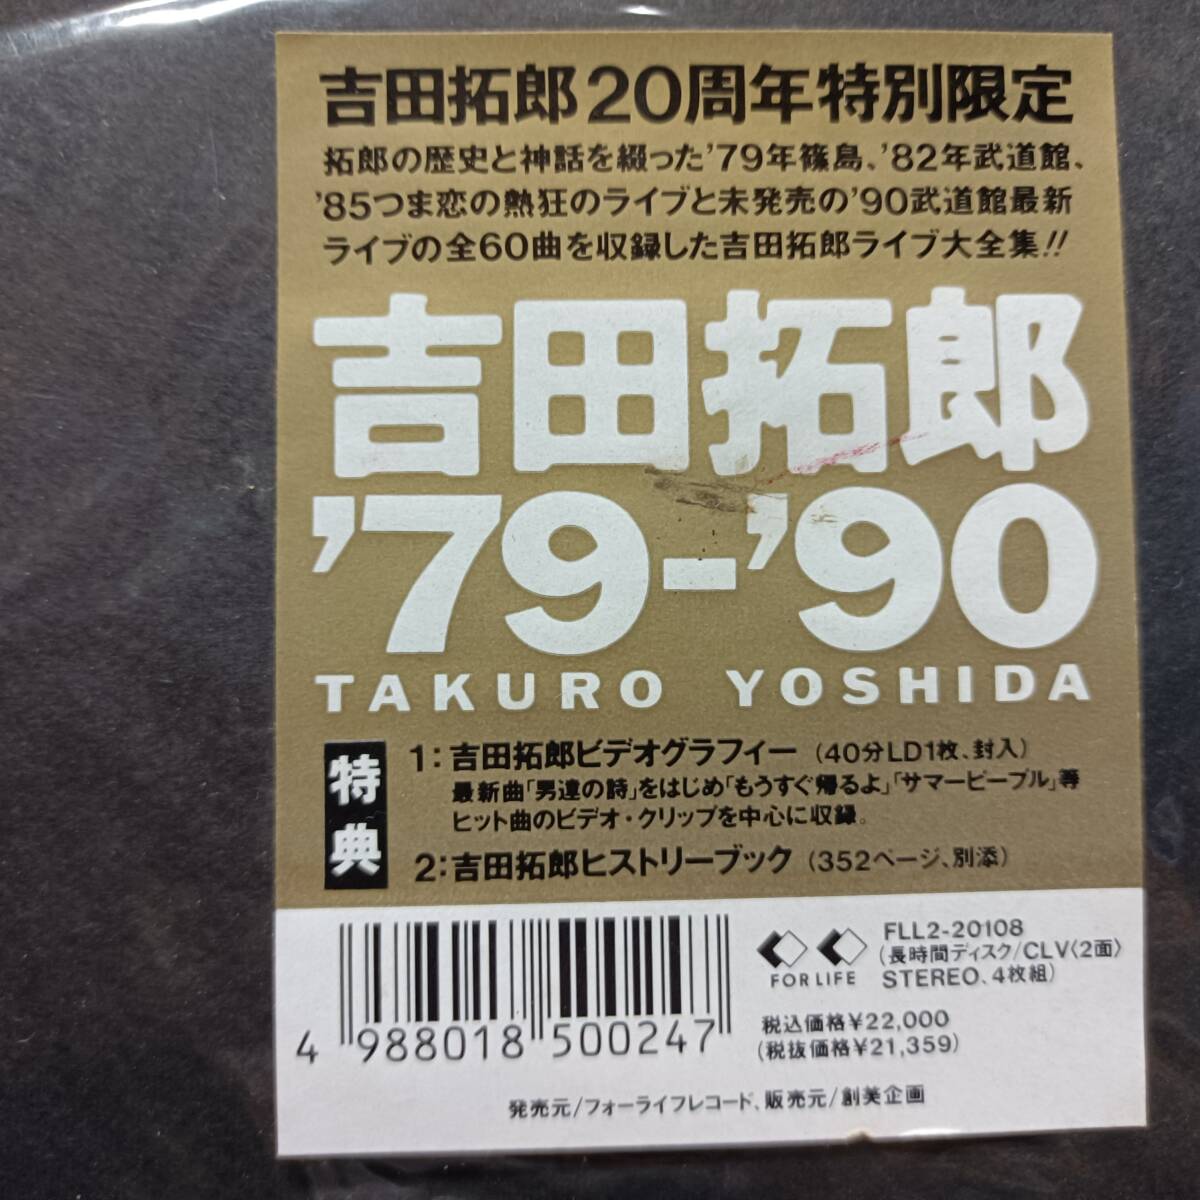 吉田拓郎20周年特別限定
拓郎の歴史と神話を綴った'79年篠島、'82年武道館、
'85つま恋の熱狂のライブと未発売の'90武道館最新
ライブの全60曲を収録した吉田拓郎ライブ大全集!!
吉田拓郎
'79-'90
TAKURO YOSHIDA
特典
1:吉田拓郎ビデオグラフィー(40分LD1枚、封入)
最新曲「男達の詩」をはじめ「もうすぐ帰るよ」「サマーピープル」等
ヒット曲のビデオ・クリップを中心に収録。
2:吉田拓郎ヒストリーブック(352ページ、別添)
4 988018 500247
FOR LIFE
FLL2-20108
(長時間ディスク/CLV〈2面〉
STEREO、4枚組)
税込価格¥22,000
(税抜価格¥21,359)
発売元/フォーライフレコード、販売元/創美企画